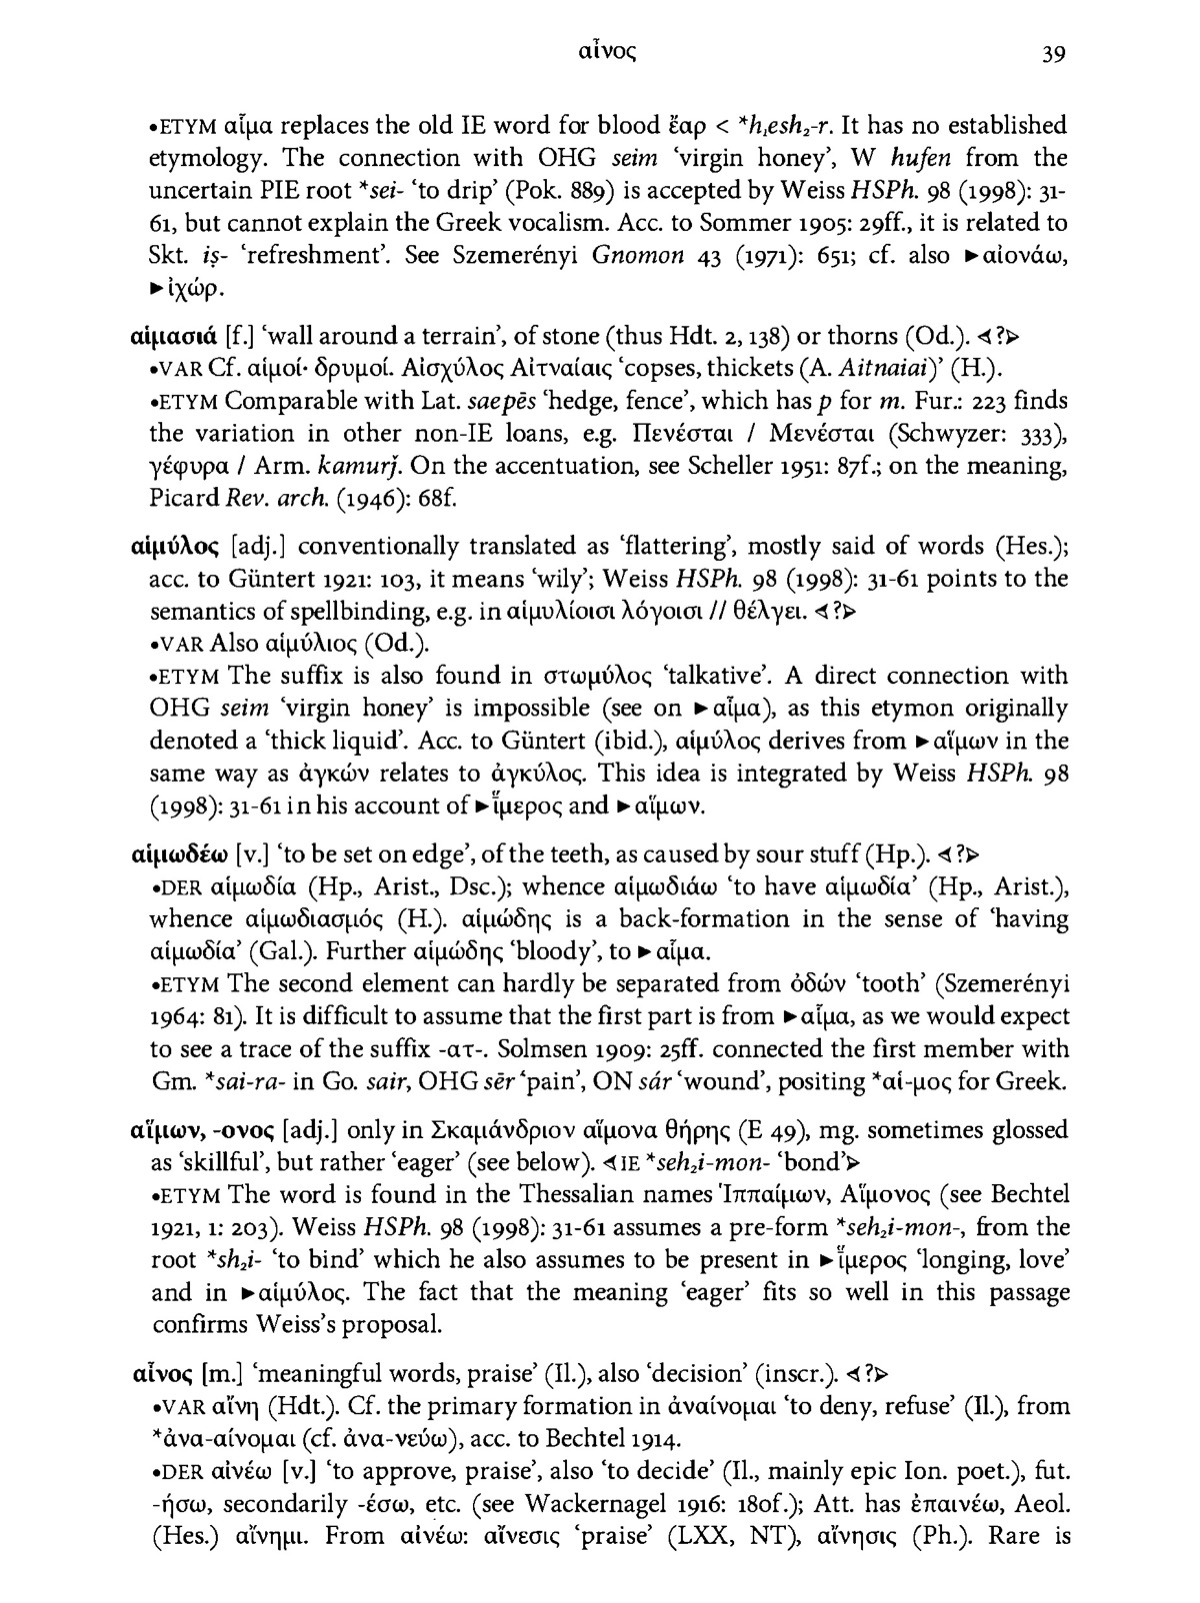 αἶνος 39
•ETYM αἷμα replaces the old IE word for blood ἔαρ < *h₁esh₂-r. It has no established
etymology. The connection with OHG seim ‘virgin honey’, W hufen from the
uncertain PIE root *sei- ‘to drip’ (Pok. 889) is accepted by Weiss HSPh. 98 (1998): 31-
61, but cannot explain the Greek vocalism. Acc. to Sommer 1905: 29ff., it is related to
Skt. iṣ- ‘refreshment’. See Szemerényi Gnomon 43 (1971): 651; cf. also ►αἰονάω,
►ἰχώρ.
αἱμασιά [f.] ‘wall around a terrain’, of stone (thus Hdt. 2, 138) or thorns (Od.). ⊲?⊳
•VAR Cf. αἱμοί· δρυμοί. Αἰσχύλος Αἰτναίαις ‘copses, thickets (A. Aitnaiai)’ (H.).
•ETYM Comparable with Lat. saepēs ‘hedge, fence’, which has p for m. Fur.: 223 finds
the variation in other non-IE loans, e.g. Πενέσται / Μενέσται (Schwyzer: 333),
γέφυρα / Arm. kamurǰ. On the accentuation, see Scheller 1951: 87f.; on the meaning,
Picard Rev. arch. (1946): 68f.
αἱμύλος [adj.] conventionally translated as ‘flattering’, mostly said of words (Hes.);
acc. to Güntert 1921: 103, it means ‘wily’; Weiss HSPh. 98 (1998): 31-61 points to the
semantics of spellbinding, e.g. in αἱμυλίοισι λόγοισι // θέλγει. ⊲?⊳
•VAR Also αἱμύλιος (Od.).
•ETYM The suffix is also found in στωμύλος ‘talkative’. A direct connection with
OHG seim ‘virgin honey’ is impossible (see on ►αἷμα), as this etymon originally
denoted a ‘thick liquid’. Acc. to Güntert (ibid.), αἱμύλος derives from ►αἵμων in the
same way as ἀγκών relates to ἀγκύλος. This idea is integrated by Weiss HSPh. 98
(1998): 31-61 in his account of ►ἵμερος and ►αἵμων.
αἱμωδέω [v.] ‘to be set on edge’, of the teeth, as caused by sour stuff (Hp.). ⊲?⊳
•DER αἱμωδία (Hp., Arist., Dsc.); whence αἱμωδιάω ‘to have αἱμωδία’ (Hp., Arist.),
whence αἱμωδιασμός (H.). αἱμώδης is a back-formation in the sense of ‘having
αἱμωδία’ (Gal.). Further αἱμώδης ‘bloody’, to ►αἷμα.
•ETYM The second element can hardly be separated from ὀδών ‘tooth’ (Szemerényi
1964: 81). It is difficult to assume that the first part is from ►αἷμα, as we would expect
to see a trace of the suffix -ατ-. Solmsen 1909: 25ff. connected the first member with
Gm. *sai-ra- in Go. sair, OHG sēr ‘pain’, ON sár ‘wound’, positing *αἱ-μος for Greek.
αἵμων, -ονος [adj.] only in Σκαμάνδριον αἵμονα θήρης (Ε 49), mg. sometimes glossed
as ‘skillful’, but rather ‘eager’ (see below). ⊲IE *seh₂i-mon- ‘bond’⊳
•ETYM The word is found in the Thessalian names Ἱππαίμων, Αἵμονος (see Bechtel
1921, 1: 203). Weiss HSPh. 98 (1998): 31-61 assumes a pre-form *seh₂i-mon-, from the
root *sh₂i- ‘to bind’ which he also assumes to be present in ►ἵμερος ‘longing, love’
and in ►αἱμύλος. The fact that the meaning ‘eager’ fits so well in this passage
confirms Weiss’s proposal.
αἶνος [m.] ‘meaningful words, praise’ (Il.), also ‘decision’ (inscr.). ⊲?⊳
•VAR αἴνη (Hdt.). Cf. the primary formation in ἀναίνομαι ‘to deny, refuse’ (Il.), from
*ἀνα-αίνομαι (cf. ἀνα-νεύω), acc. to Bechtel 1914.
•DER αἰνέω [v.] ‘to approve, praise’, also ‘to decide’ (Il., mainly epic Ion. poet.), fut.
-ήσω, secondarily -έσω, etc. (see Wackernagel 1916: 180f.); Att. has ἐπαινέω, Aeol.
(Hes.) αἴνημι. From αἰνέω: αἴνεσις ‘praise’ (LXX, NT), αἴνησις (Ph.). Rare is